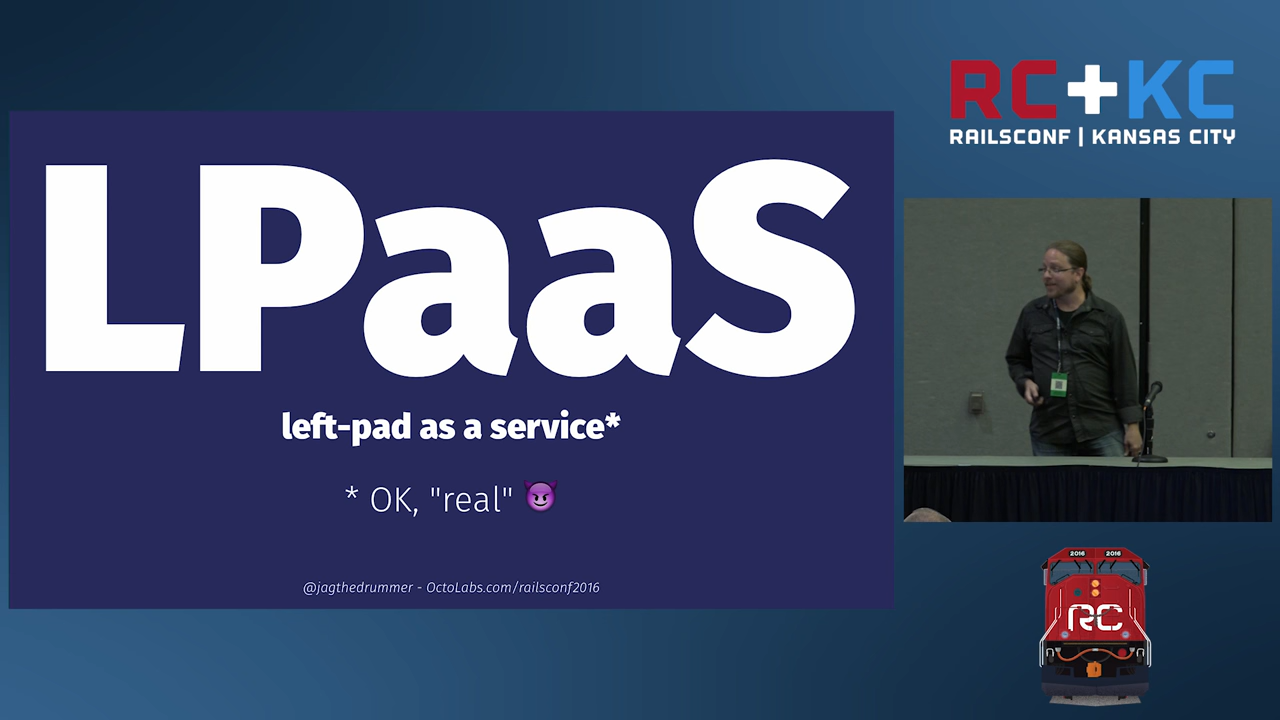 LPaaS
left-pad as a service*
* OK, "real" 😈
@jagthedrummer - OctoLabs.com/railsconf2016
RC+KC
RAILSCONF | KANSAS CITY
2016 2016
RC